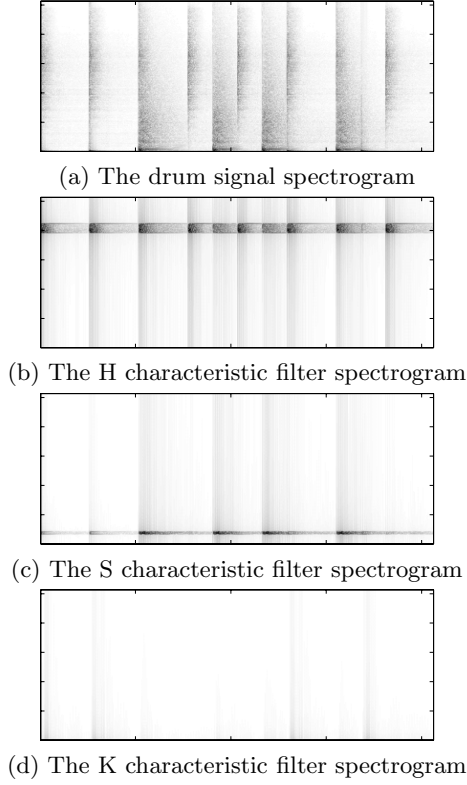 (a) The drum signal spectrogram
(b) The H characteristic filter spectrogram
(c) The S characteristic filter spectrogram
(d) The K characteristic filter spectrogram